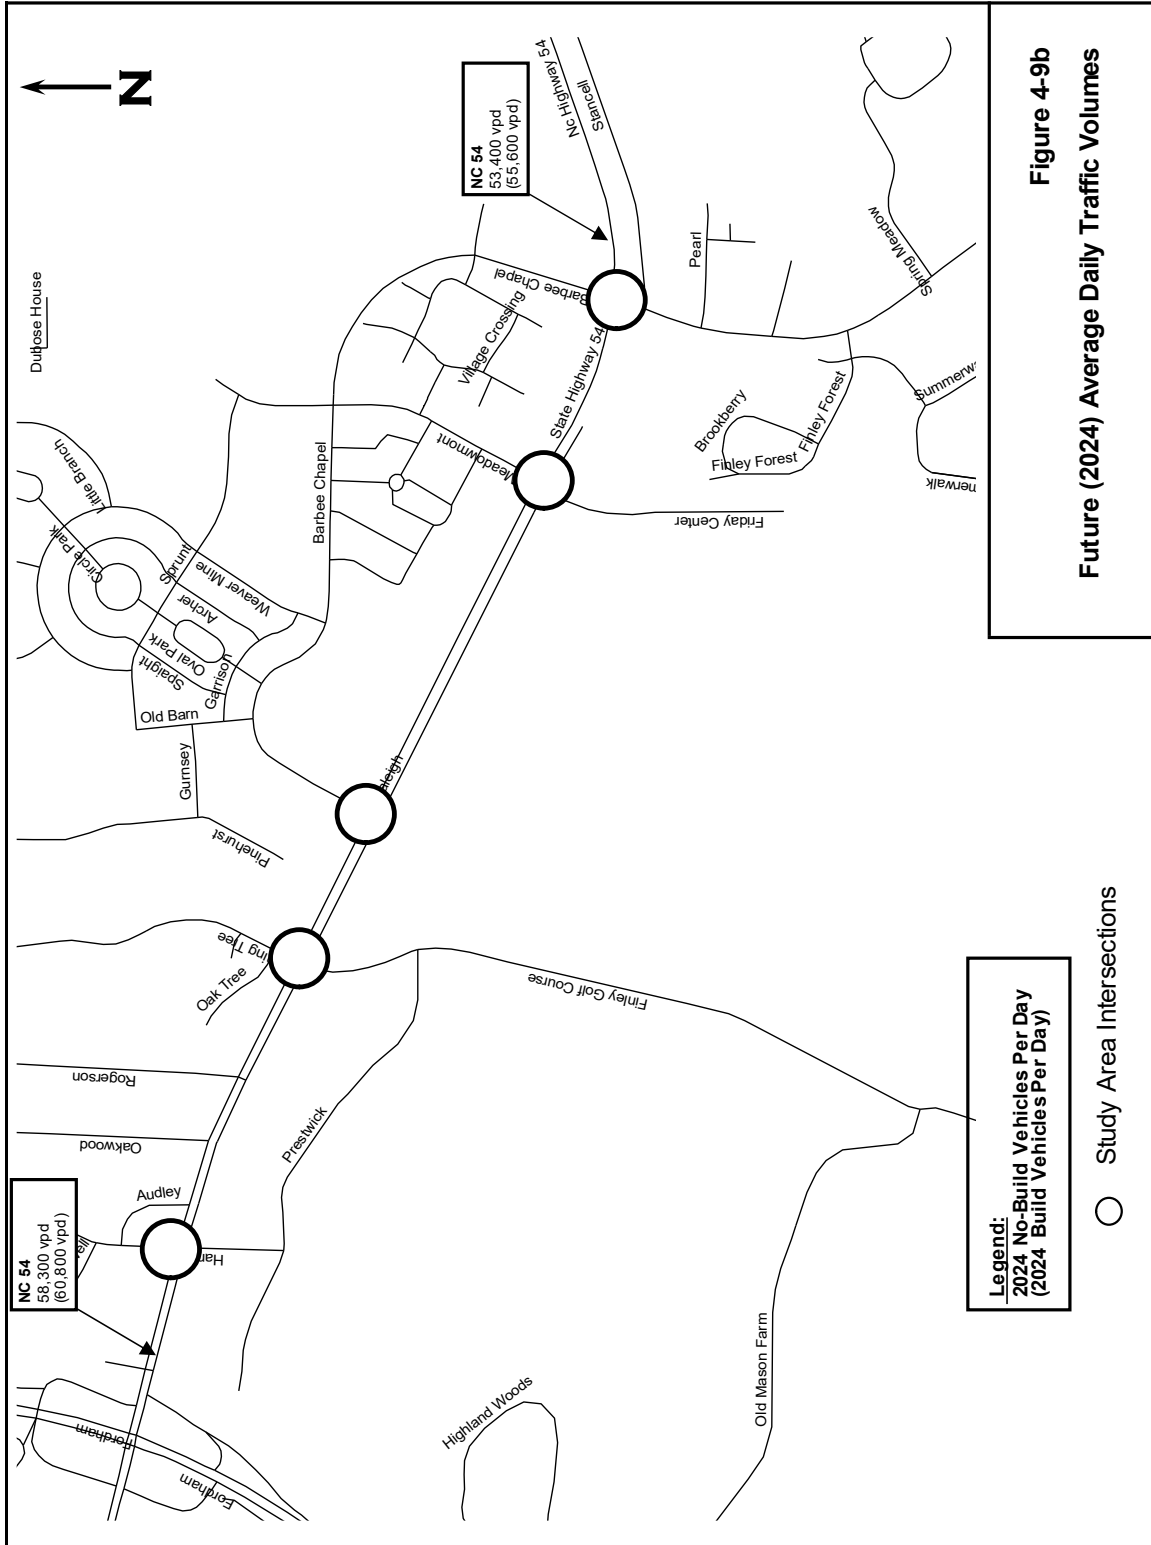 N
NC 54
53,400 vpd
(55,600 vpd)
Nc Highway 54
Stancell
Dubose House
Barbee Chapel
Village Crossing
State Highway 54
Pearl
Spring Meadow
Little Branch
Circle Park
Sprunt
Weaver Mine
Archer
Oval Park
Spaight
Garrison
Old Barn
Gurnsey
Pinehurst
Barbee Chapel
Meadowmont
Brookberry
Finley Forest
Finley Forest
Friday Center
aleigh
ing Tree
Oak Tree
Finley Golf Course
Rogerson
Oakwood
Prestwick
Audley
NC 54
58,300 vpd
(60,800 vpd)
Fordham
Fordham
Highland Woods
Old Mason Farm
Legend:
2024 No-Build Vehicles Per Day
(2024 Build Vehicles Per Day)
Study Area Intersections
Figure 4-9b
Future (2024) Average Daily Traffic Volumes